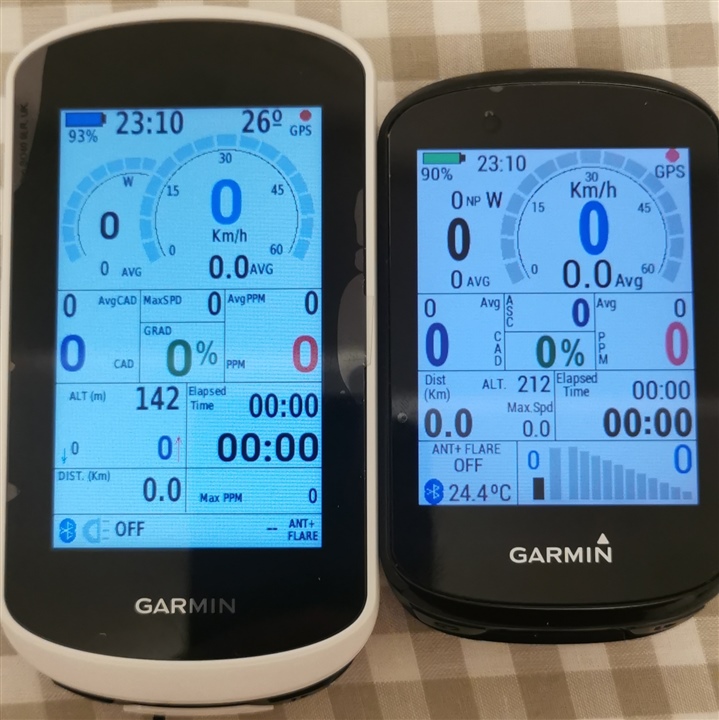 93%
23:10
26º
GPS
W
0
0 AVG
0
15
30
45
60
0
Km/h
0.0 AVG
0 AvgCAD
0
CAD
MaxSPD 0
GRAD
0%
AvgPPM 0
PPM 0
ALT (m)
142
↓0
0↑
Elapsed
Time
00:00
00:00
DIST. (Km)
0.0
Max PPM 0
OFF
-- ANT+
FLARE
GARMIN
90%
23:10
GPS
0 NP W
0
0 AVG
0
15
30
45
60
Km/h
0
0.0 Avg
0 Avg
0
CAD
ASC
0
0%
Avg 0
PPM
0
Dist
(Km)
0.0
ALT. 212
Max.Spd
0.0
Elapsed
Time
00:00
00:00
ANT+ FLARE
OFF
24.4ºC
0
0
GARMIN